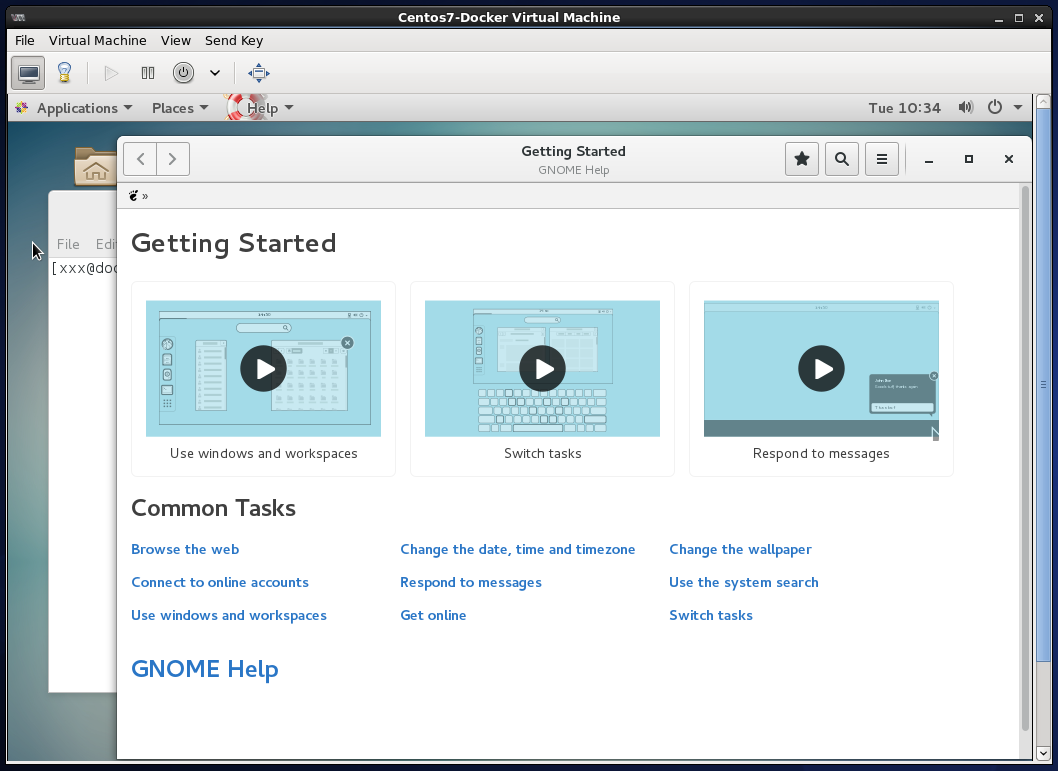 Centos7-Docker Virtual Machine
File Virtual Machine View Send Key
Applications Places Help Tue 10:34
Getting Started
GNOME Help
»
File Edi
[xxx@doc
Getting Started
Use windows and workspaces
Switch tasks
Respond to messages
Common Tasks
Browse the web Change the date, time and timezone Change the wallpaper
Connect to online accounts Respond to messages Use the system search
Use windows and workspaces Get online Switch tasks
GNOME Help